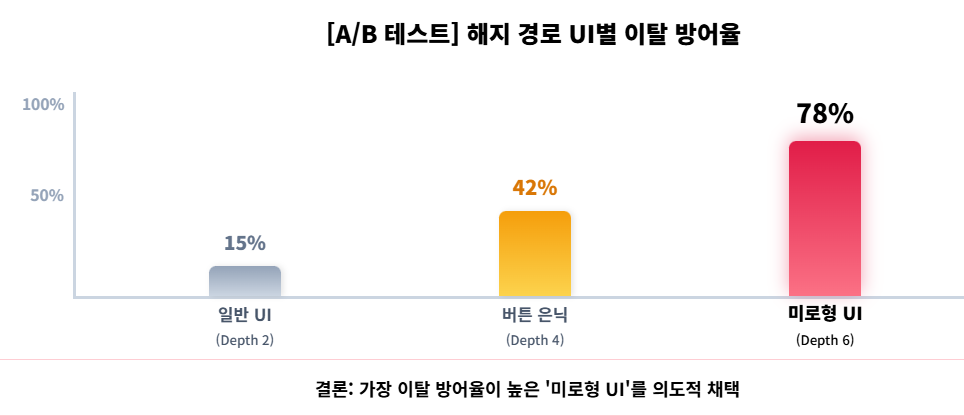 [A/B 테스트] 해지 경로 UI별 이탈 방어율
100%
50%
15%
42%
78%
일반 UI
(Depth 2)
버튼 은닉
(Depth 4)
미로형 UI
(Depth 6)
결론: 가장 이탈 방어율이 높은 '미로형 UI'를 의도적 채택